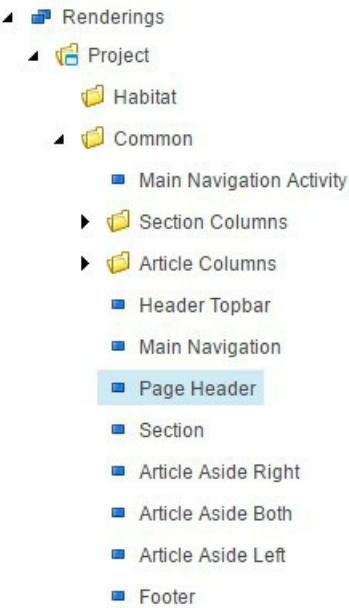 Renderings
Project
Habitat
Common
Main Navigation Activity
Section Columns
Article Columns
Header Topbar
Main Navigation
Page Header
Section
Article Aside Right
Article Aside Both
Article Aside Left
Footer